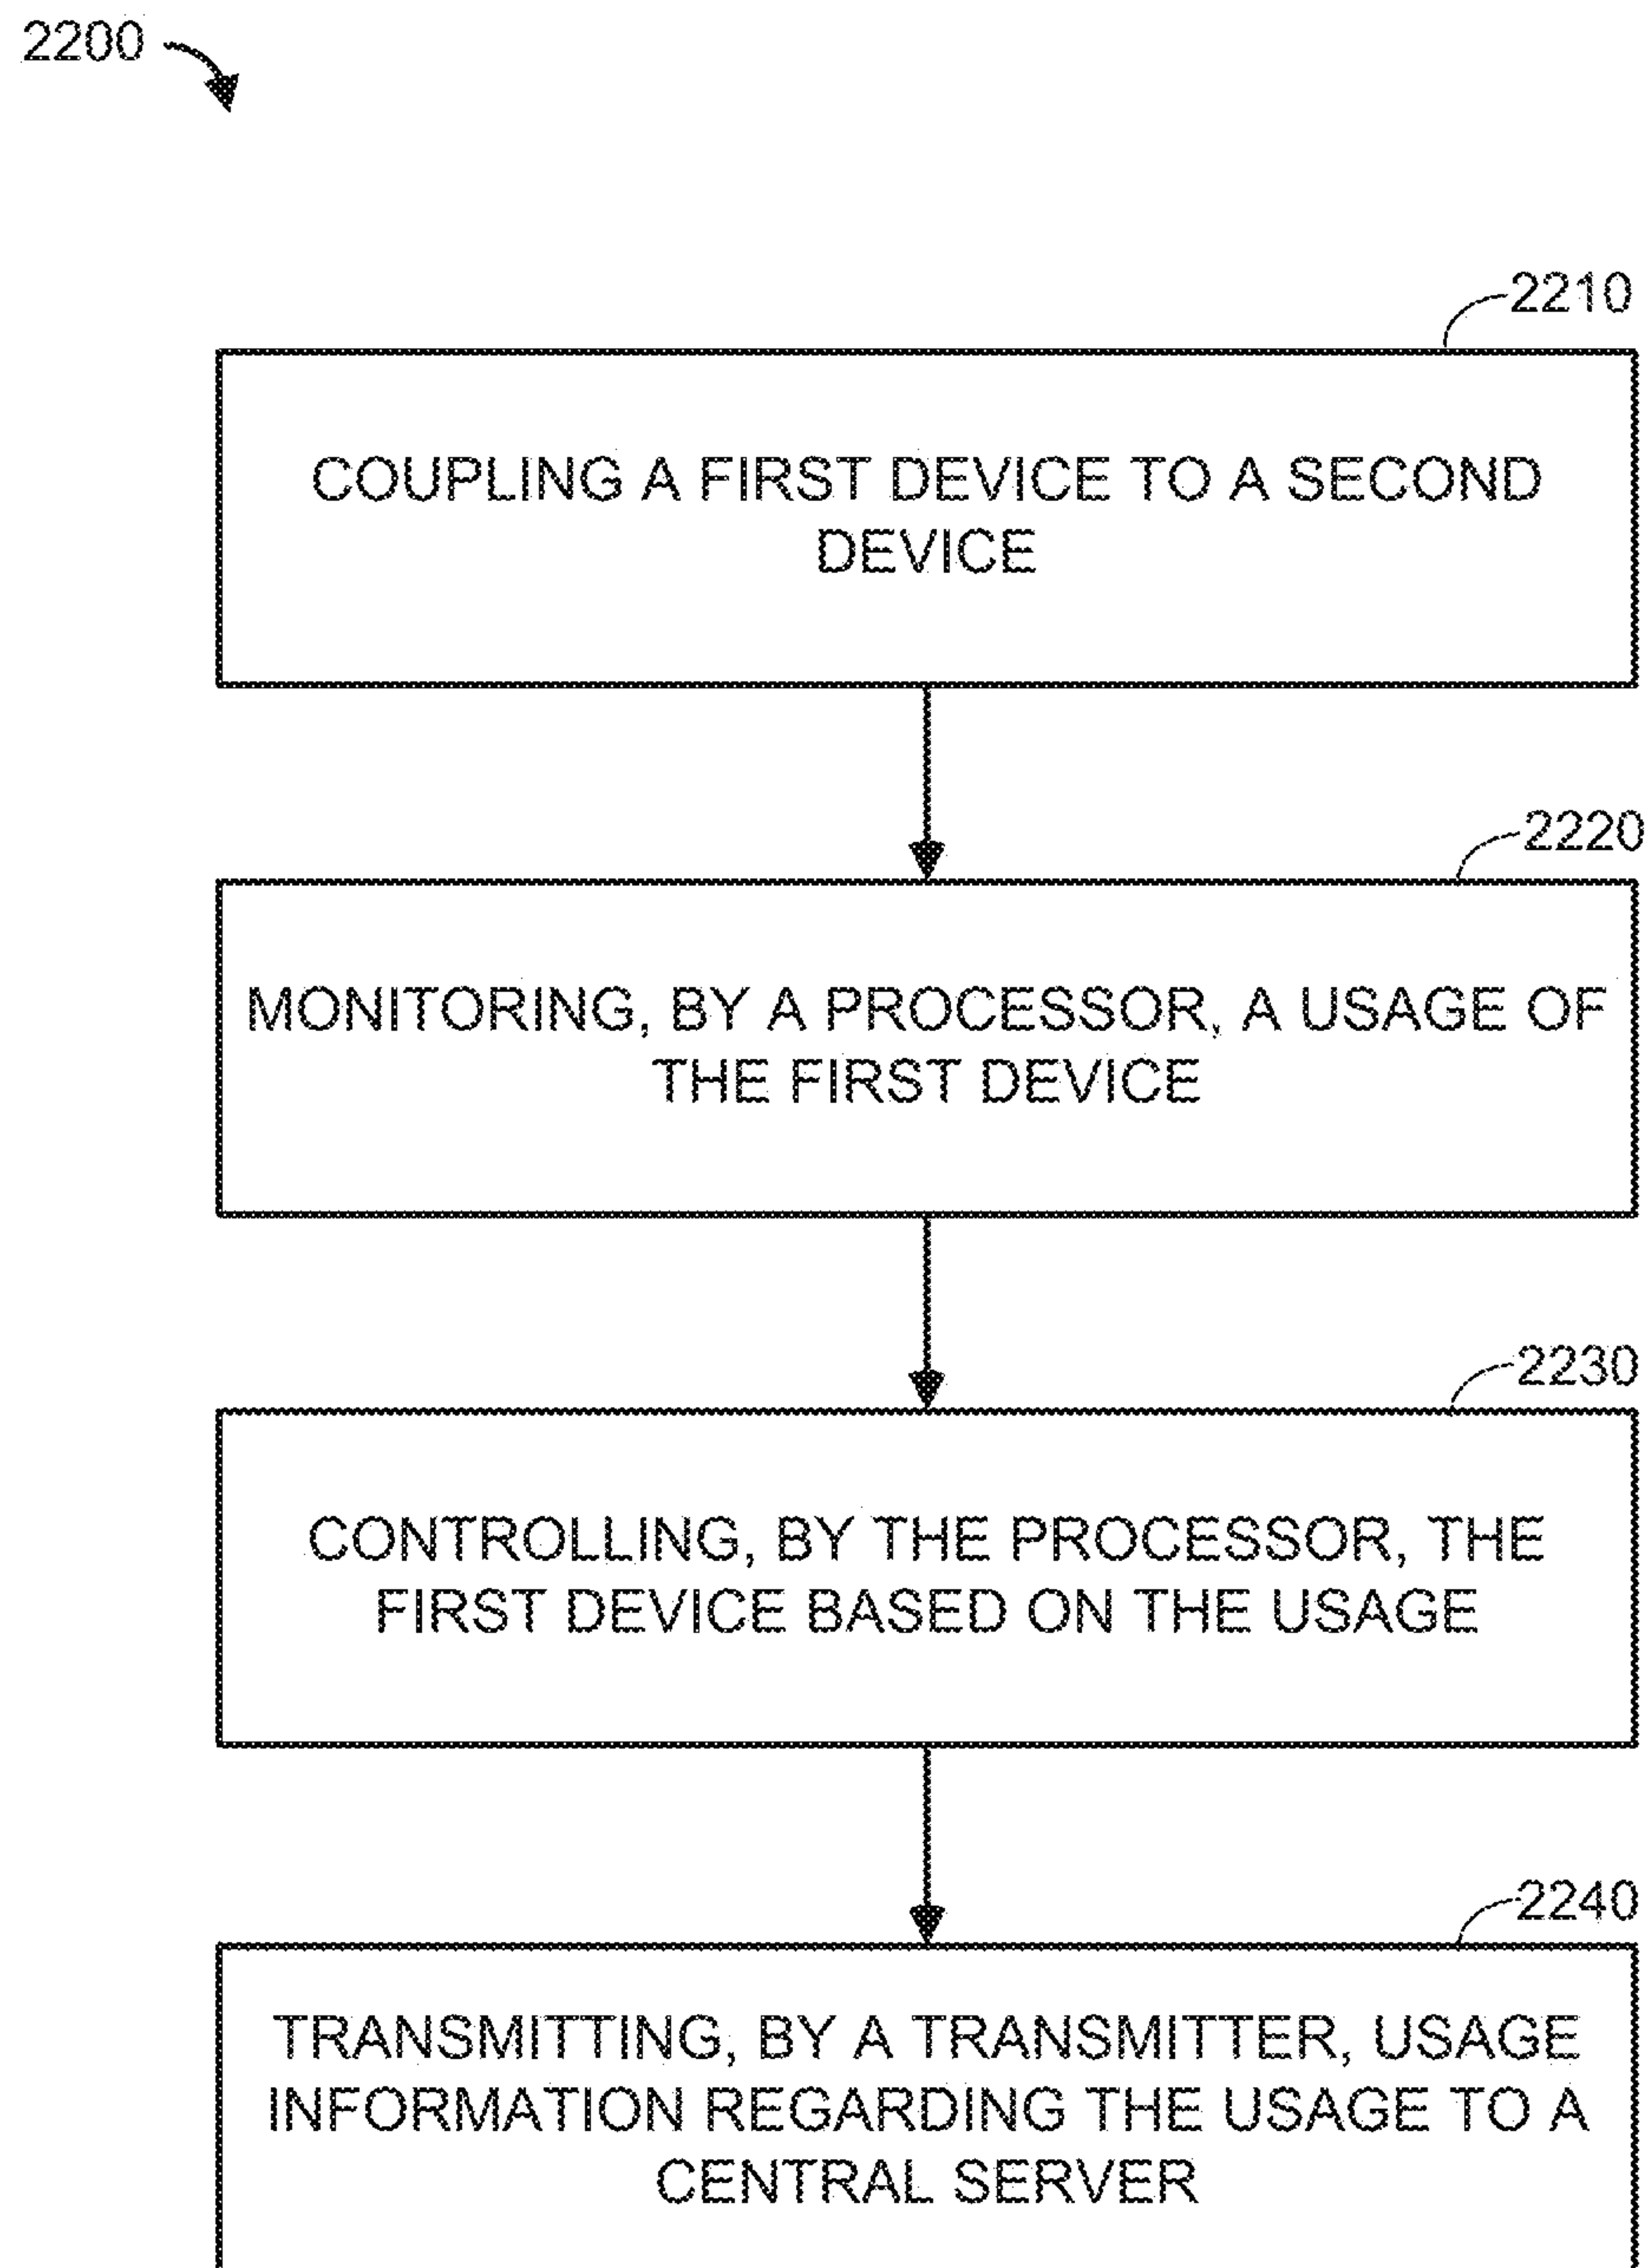 2200
2210
COUPLING A FIRST DEVICE TO A SECOND
DEVICE
2220
MONITORING, BY A PROCESSOR, A USAGE OF
THE FIRST DEVICE
2230
CONTROLLING, BY THE PROCESSOR, THE
FIRST DEVICE BASED ON THE USAGE
2240
TRANSMITTING, BY A TRANSMITTER, USAGE
INFORMATION REGARDING THE USAGE TO A
CENTRAL SERVER